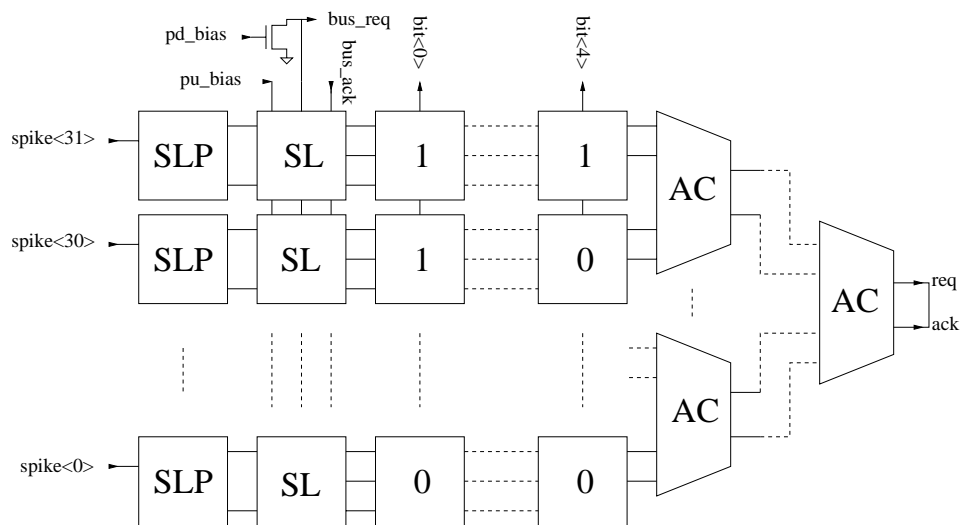 bus_req
pd_bias
bus_ack
bit<0>
bit<4>
pu_bias
spike<31>
SLP
SL
1
1
AC
spike<30>
SLP
SL
1
0
AC
req
ack
AC
spike<0>
SLP
SL
0
0